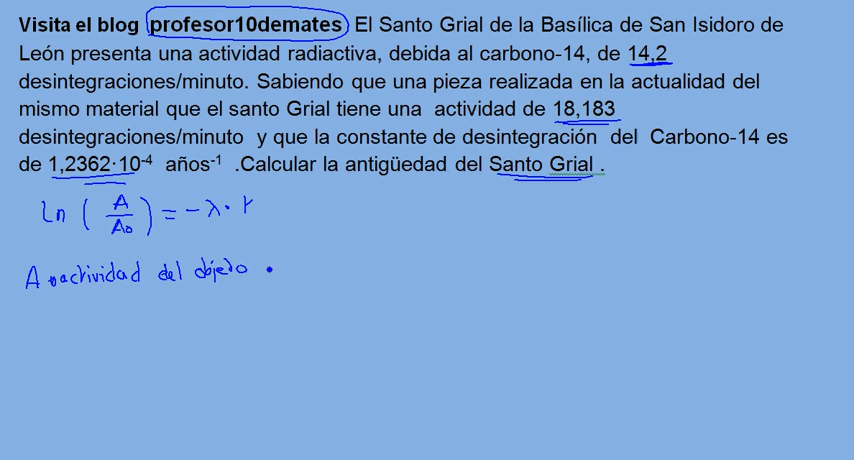 Visita el blog profesor10demates El Santo Grial de la Basílica de San Isidoro de
León presenta una actividad radiactiva, debida al carbono-14, de 14,2
desintegraciones/minuto. Sabiendo que una pieza realizada en la actualidad del
mismo material que el santo Grial tiene una actividad de 18,183
desintegraciones/minuto y que la constante de desintegración del Carbono-14 es
de 1,2362·10⁻⁴ años⁻¹ .Calcular la antigüedad del Santo Grial .
Ln ( A / A₀ ) = - λ · t
A → actividad del objeto